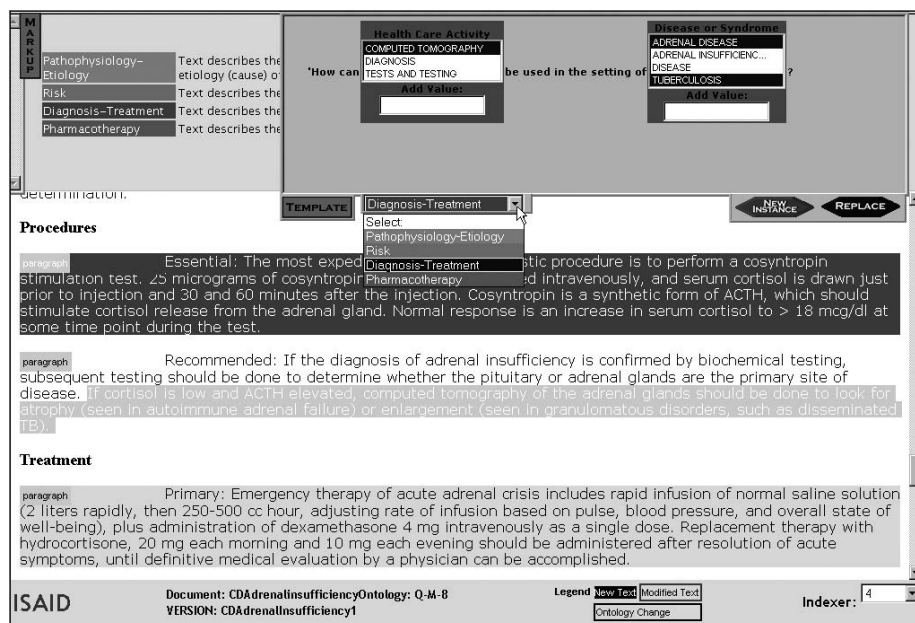 MARKUP
Pathophysiology- Text describes the
Etiology etiology (cause) o
Risk Text describes the
Diagnosis-Treatment Text describes the
Pharmacotherapy Text describes the
Health Care Activity
COMPUTED TOMOGRAPHY
DIAGNOSIS
TESTS AND TESTING
Add Value:
"How can
be used in the setting of
Disease or Syndrome
ADRENAL DISEASE
ADRENAL INSUFFICIENC...
DISEASE
TUBERCULOSIS
Add Value:
?
determination.
TEMPLATE
Diagnosis-Treatment
Select:
Pathophysiology-Etiology
Risk
Diagnosis-Treatment
Pharmacotherapy
NEW INSTANCE
REPLACE
Procedures
paragraph Essential: The most exped stic procedure is to perform a cosyntropin
stimulation test. 25 micrograms of cosyntropin ed intravenously, and serum cortisol is drawn just
prior to injection and 30 and 60 minutes after the injection. Cosyntropin is a synthetic form of ACTH, which should
stimulate cortisol release from the adrenal gland. Normal response is an increase in serum cortisol to > 18 mcg/dl at
some time point during the test.
paragraph Recommended: If the diagnosis of adrenal insufficiency is confirmed by biochemical testing,
subsequent testing should be done to determine whether the pituitary or adrenal glands are the primary site of
disease. If cortisol is low and ACTH elevated, computed tomography of the adrenal glands should be done to look for
atrophy (seen in autoimmune adrenal failure) or enlargement (seen in granulomatous disorders, such as disseminated
TB).
Treatment
paragraph Primary: Emergency therapy of acute adrenal crisis includes rapid infusion of normal saline solution
(2 liters rapidly, then 250-500 cc hour, adjusting rate of infusion based on pulse, blood pressure, and overall state of
well-being), plus administration of dexamethasone 4 mg intravenously as a single dose. Replacement therapy with
hydrocortisone, 20 mg each morning and 10 mg each evening should be administered after resolution of acute
symptoms, until definitive medical evaluation by a physician can be accomplished.
ISAID
Document: CDAdrenalInsufficiencyOntology: Q-M-8
VERSION: CDAdrenalInsufficiency1
Legend New Text Modified Text
Ontology Change
Indexer: 4